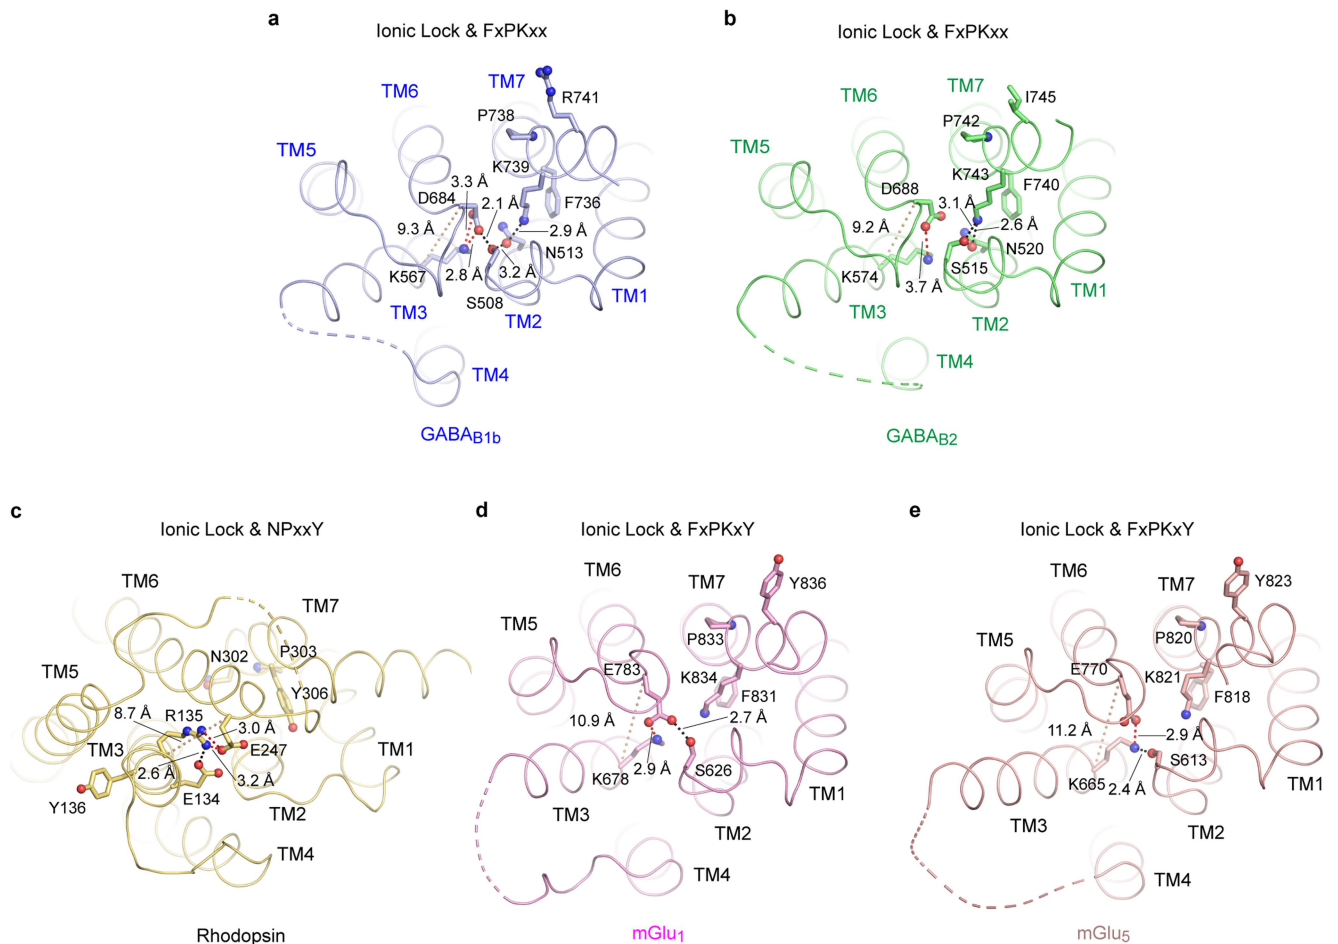 a
Ionic Lock & FxPKxx
TM6
TM7
R741
P738
TM5
K739
3.3 Å
D684
2.1 Å
F736
9.3 Å
2.9 Å
N513
K567
2.8 Å
3.2 Å
S508
TM1
TM3
TM2
TM4
GABAB1b
b
Ionic Lock & FxPKxx
TM7
TM6
I745
P742
TM5
K743
D688
F740
3.1 Å
9.2 Å
2.6 Å
N520
K574
S515
3.7 Å
TM1
TM3
TM2
TM4
GABAB2
c
Ionic Lock & NPxxY
TM6
TM7
N302
P303
TM5
Y306
R135
8.7 Å
3.0 Å
TM3
E247
TM1
2.6 Å
3.2 Å
Y136
E134
TM2
TM4
Rhodopsin
d
Ionic Lock & FxPKxY
TM6
TM7
Y836
TM5
P833
E783
K834
F831
10.9 Å
2.7 Å
K678
2.9 Å
S626
TM1
TM3
TM2
TM4
mGlu1
e
Ionic Lock & FxPKxY
TM6
TM7
Y823
TM5
P820
E770
K821
F818
11.2 Å
2.9 Å
S613
K665
2.4 Å
TM1
TM3
TM2
TM4
mGlu5